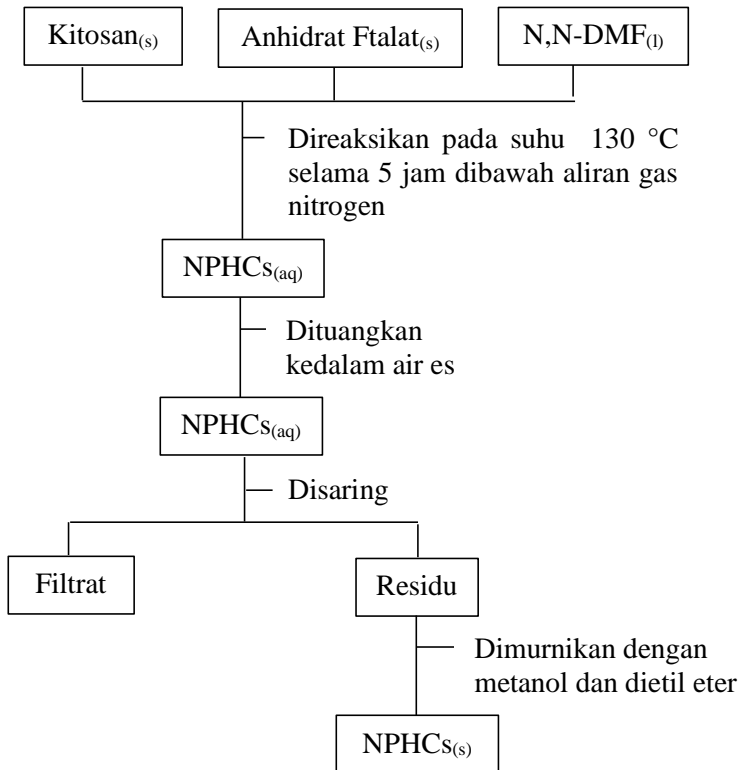 Kitosan(s)
Anhidrat Ftalat(s)
N,N-DMF(l)
Direaksikan pada suhu 130 °C
selama 5 jam dibawah aliran gas
nitrogen
NPHCs(aq)
Dituangkan
kedalam air es
NPHCs(aq)
Disaring
Filtrat
Residu
Dimurnikan dengan
metanol dan dietil eter
NPHCs(s)